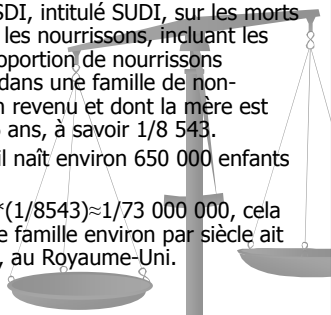 SDI, intitulé SUDI, sur les morts
les nourrissons, incluant les
oportion de nourrissons
dans une famille de non-
n revenu et dont la mère est
ans, à savoir 1/8 543.
il naît environ 650 000 enfants
*(1/8543)≈1/73 000 000, cela
e famille environ par siècle ait
, au Royaume-Uni.